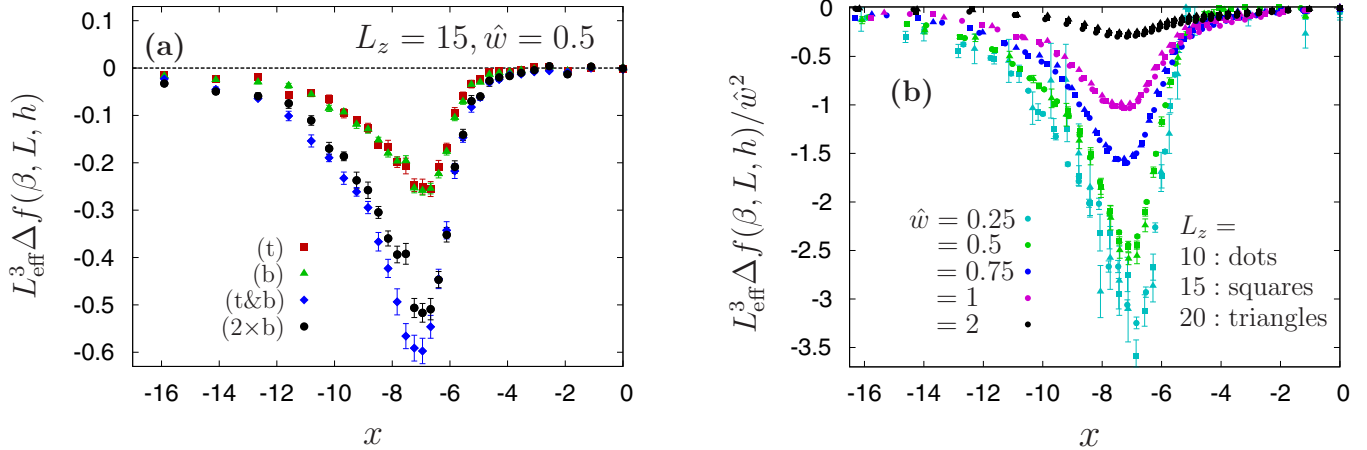 (a)
L_z = 15, ŵ = 0.5
0.1
0
-0.1
-0.2
-0.3
-0.4
-0.5
-0.6
L³_eff Δf(β, L, h)
(t)
(b)
(t&b)
(2×b)
-16 -14 -12 -10 -8 -6 -4 -2 0
x
(b)
0
-0.5
-1
-1.5
-2
-2.5
-3
-3.5
L³_eff Δf(β, L, h)/ŵ²
ŵ = 0.25
= 0.5
= 0.75
= 1
= 2
L_z =
10 : dots
15 : squares
20 : triangles
-16 -14 -12 -10 -8 -6 -4 -2 0
x